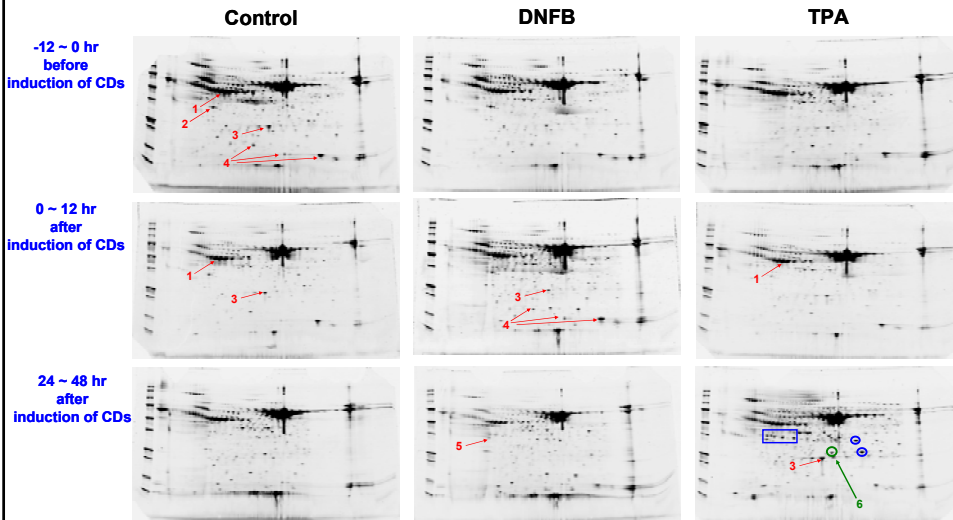 Control DNFB TPA
-12 ~ 0 hr
before
induction of CDs
1
2
3
4
0 ~ 12 hr
after
induction of CDs
1
3
3
4
1
24 ~ 48 hr
after
induction of CDs
5
3
6